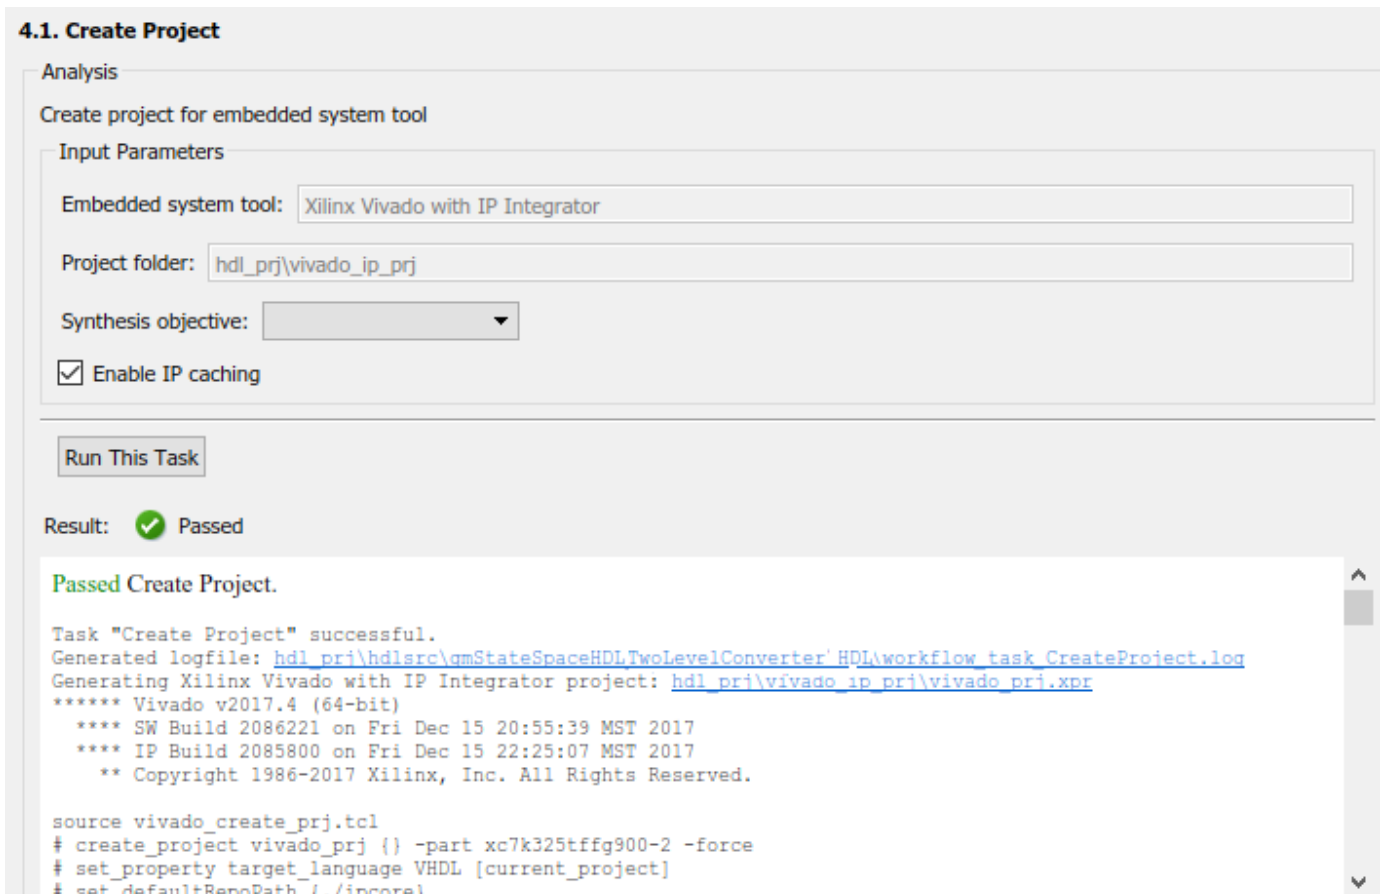 4.1. Create Project
Analysis
Create project for embedded system tool
Input Parameters
Embedded system tool: Xilinx Vivado with IP Integrator
Project folder: hdl_prj\vivado_ip_prj
Synthesis objective:
Enable IP caching
Run This Task
Result: Passed
Passed Create Project.
Task "Create Project" successful.
Generated logfile: hdl_prj\hdlsrc\gmStateSpaceHDLTwoLevelConverter HDL\workflow_task_CreateProject.log
Generating Xilinx Vivado with IP Integrator project: hdl_prj\vivado_ip_prj\vivado_prj.xpr
****** Vivado v2017.4 (64-bit)
**** SW Build 2086221 on Fri Dec 15 20:55:39 MST 2017
**** IP Build 2085800 on Fri Dec 15 22:25:07 MST 2017
** Copyright 1986-2017 Xilinx, Inc. All Rights Reserved.
source vivado_create_prj.tcl
# create_project vivado_prj {} -part xc7k325tffg900-2 -force
# set_property target_language VHDL [current_project]
# set defaultRepoPath {./ipcore}